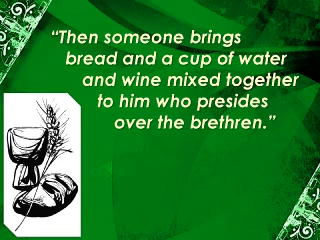 “Then someone brings
bread and a cup of water
and wine mixed together
to him who presides
over the brethren.”